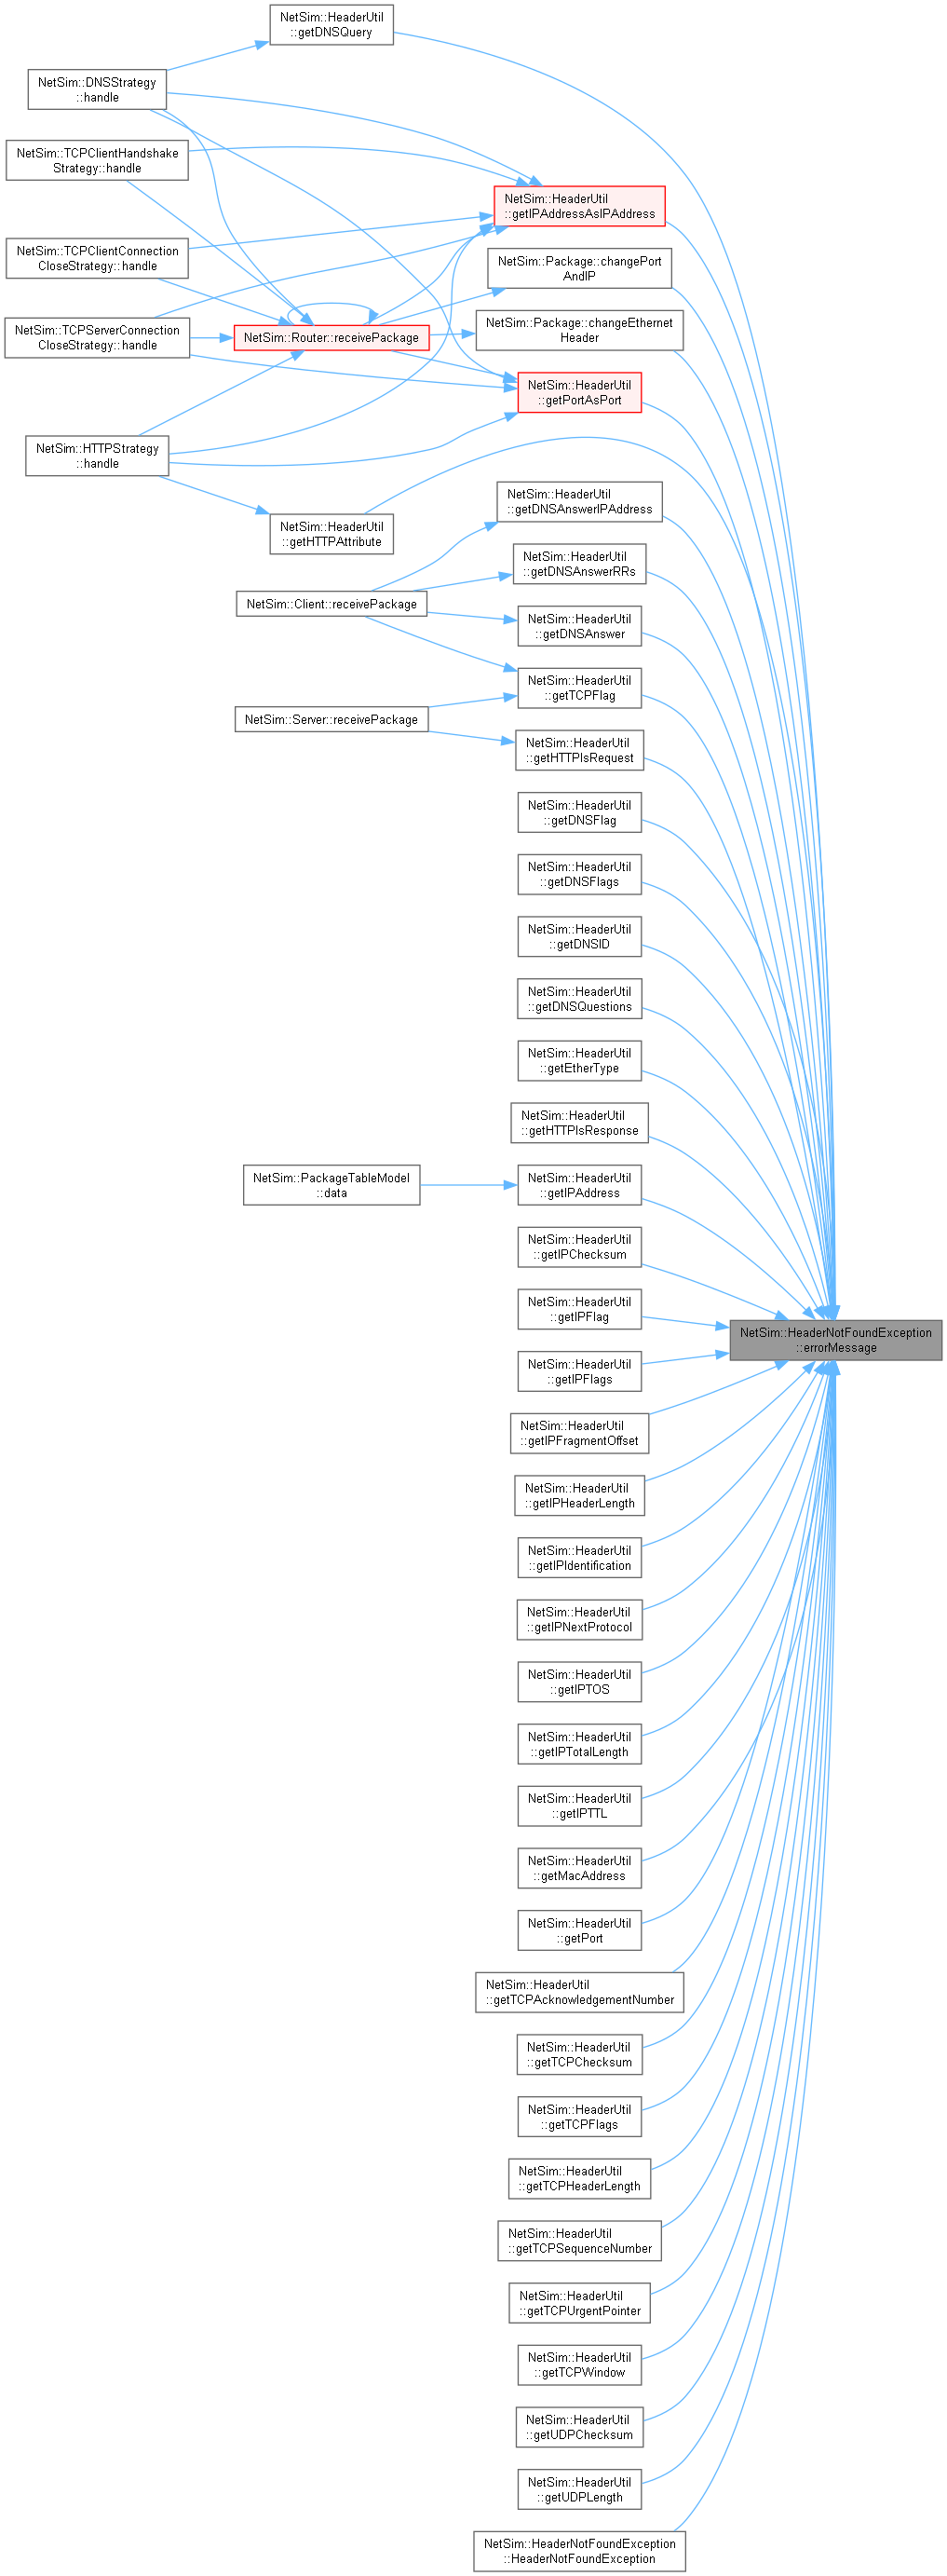 NetSim::HeaderUtil
::getDNSQuery
NetSim::DNSStrategy
::handle
NetSim::TCPClientHandshake
Strategy::handle
NetSim::HeaderUtil
::getIPAddressAsIPAddress
NetSim::TCPClientConnection
CloseStrategy::handle
NetSim::Package::changePort
AndIP
NetSim::TCPServerConnection
CloseStrategy::handle
NetSim::Router::receivePackage
NetSim::Package::changeEthernet
Header
NetSim::HeaderUtil
::getPortAsPort
NetSim::HTTPStrategy
::handle
NetSim::HeaderUtil
::getHTTPAttribute
NetSim::HeaderUtil
::getDNSAnswerIPAddress
NetSim::HeaderUtil
::getDNSAnswerRRs
NetSim::Client::receivePackage
NetSim::HeaderUtil
::getDNSAnswer
NetSim::HeaderUtil
::getTCPFlag
NetSim::Server::receivePackage
NetSim::HeaderUtil
::getHTTPIsRequest
NetSim::HeaderUtil
::getDNSFlag
NetSim::HeaderUtil
::getDNSFlags
NetSim::HeaderUtil
::getDNSID
NetSim::HeaderUtil
::getDNSQuestions
NetSim::HeaderUtil
::getEtherType
NetSim::HeaderUtil
::getHTTPIsResponse
NetSim::PackageTableModel
::data
NetSim::HeaderUtil
::getIPAddress
NetSim::HeaderUtil
::getIPChecksum
NetSim::HeaderUtil
::getIPFlag
NetSim::HeaderNotFoundException
::errorMessage
NetSim::HeaderUtil
::getIPFlags
NetSim::HeaderUtil
::getIPFragmentOffset
NetSim::HeaderUtil
::getIPHeaderLength
NetSim::HeaderUtil
::getIPIdentification
NetSim::HeaderUtil
::getIPNextProtocol
NetSim::HeaderUtil
::getIPTOS
NetSim::HeaderUtil
::getIPTotalLength
NetSim::HeaderUtil
::getIPTTL
NetSim::HeaderUtil
::getMacAddress
NetSim::HeaderUtil
::getPort
NetSim::HeaderUtil
::getTCPAcknowledgementNumber
NetSim::HeaderUtil
::getTCPChecksum
NetSim::HeaderUtil
::getTCPFlags
NetSim::HeaderUtil
::getTCPHeaderLength
NetSim::HeaderUtil
::getTCPSequenceNumber
NetSim::HeaderUtil
::getTCPUrgentPointer
NetSim::HeaderUtil
::getTCPWindow
NetSim::HeaderUtil
::getUDPChecksum
NetSim::HeaderUtil
::getUDPLength
NetSim::HeaderNotFoundException
::HeaderNotFoundException